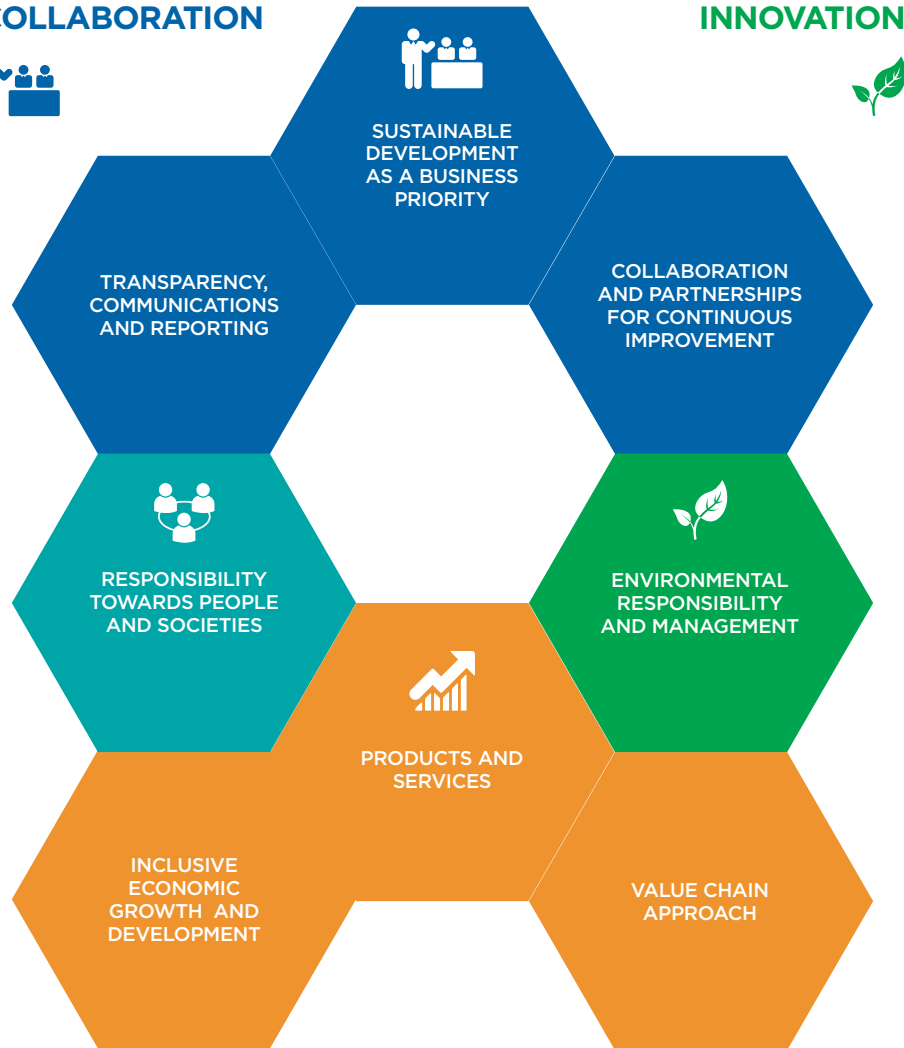 COLLABORATION
INNOVATION
SUSTAINABLE
DEVELOPMENT
AS A BUSINESS
PRIORITY
TRANSPARENCY,
COMMUNICATIONS
AND REPORTING
COLLABORATION
AND PARTNERSHIPS
FOR CONTINUOUS
IMPROVEMENT
RESPONSIBILITY
TOWARDS PEOPLE
AND SOCIETIES
ENVIRONMENTAL
RESPONSIBILITY
AND MANAGEMENT
PRODUCTS AND
SERVICES
INCLUSIVE
ECONOMIC
GROWTH AND
DEVELOPMENT
VALUE CHAIN
APPROACH